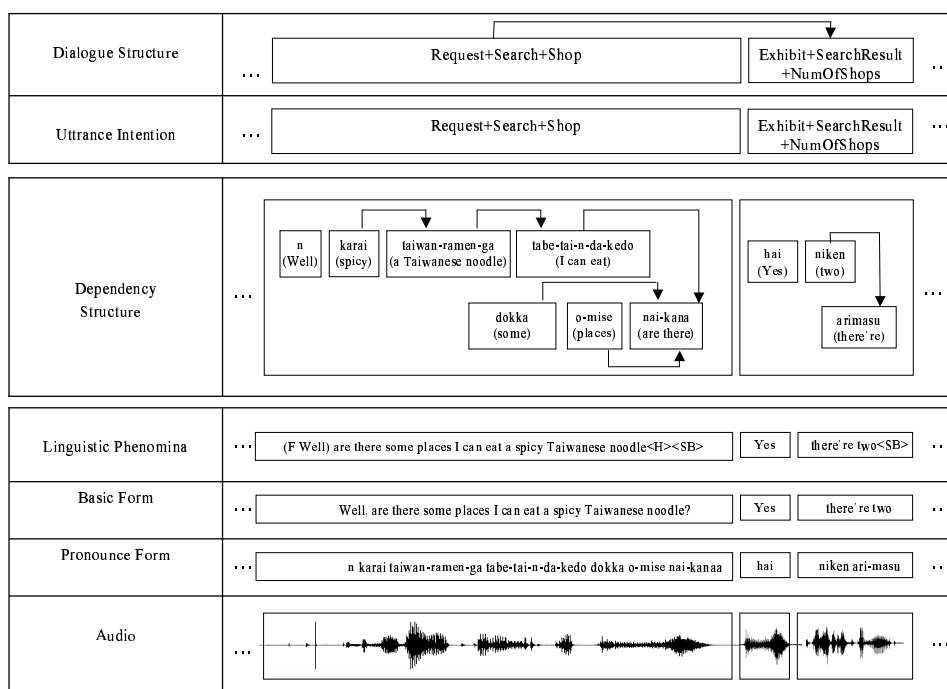 Dialogue Structure
...
Request+Search+Shop
Exhibit+SearchResult
+NumOfShops
...
Uttrance Intention
...
Request+Search+Shop
Exhibit+SearchResult
+NumOfShops
...
Dependency
Structure
...
n
(Well)
karai
(spicy)
taiwan-ramen-ga
(a Taiwanese noodle)
tabe-tai-n-da-kedo
(I can eat)
dokka
(some)
o-mise
(places)
nai-kana
(are there)
hai
(Yes)
niken
(two)
arimasu
(there're)
...
Linguistic Phenomina
...
(F Well) are there some places I can eat a spicy Taiwanese noodle<H><SB>
Yes
there're two<SB>
...
Basic Form
...
Well, are there some places I can eat a spicy Taiwanese noodle?
Yes
there're two
...
Pronounce Form
...
n karai taiwan-ramen-ga tabe-tai-n-da-kedo dokka o-mise nai-kanaa
hai
niken ari-masu
...
Audio
...
...